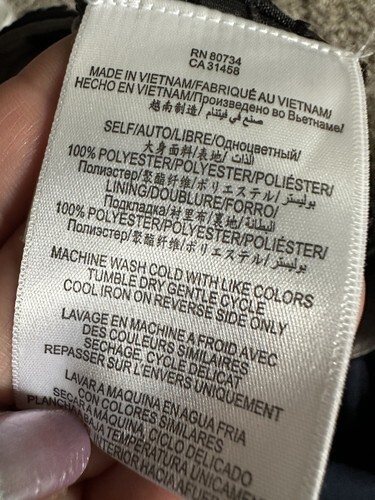 RN 80734
CA 31458
MADE IN VIETNAM/FABRIQUÉ AU VIETNAM/
HECHO EN VIETNAM/Произведено во Вьетнаме/
越南制造/صنع في فيتنام
SELF/AUTO/LIBRE/Одноцветный/
大身面料/表地/الذات
100% POLYESTER/POLYESTER/POLIÉSTER/
Полиэстер/聚酯纤维/ポリエステル/بوليستر
LINING/DOUBLURE/FORRO/
Подкладка/衬里布/裏地/البطانة
100% POLYESTER/POLYESTER/POLIÉSTER/
Полиэстер/聚酯纤维/ポリエステル/بوليستر
MACHINE WASH COLD WITH LIKE COLORS
TUMBLE DRY GENTLE CYCLE
COOL IRON ON REVERSE SIDE ONLY
LAVAGE EN MACHINE A FROID AVEC
DES COULEURS SIMILAIRES
SECHAGE, CYCLE DELICAT
REPASSER SUR L'ENVERS UNIQUEMENT
LAVAR A MAQUINA EN AGUA FRIA
CON COLORES SIMILARES
MAQUINA CICLO DELICADO
TEMPERATURA UNICAMEN
INTERIOR HACIA AFUERA